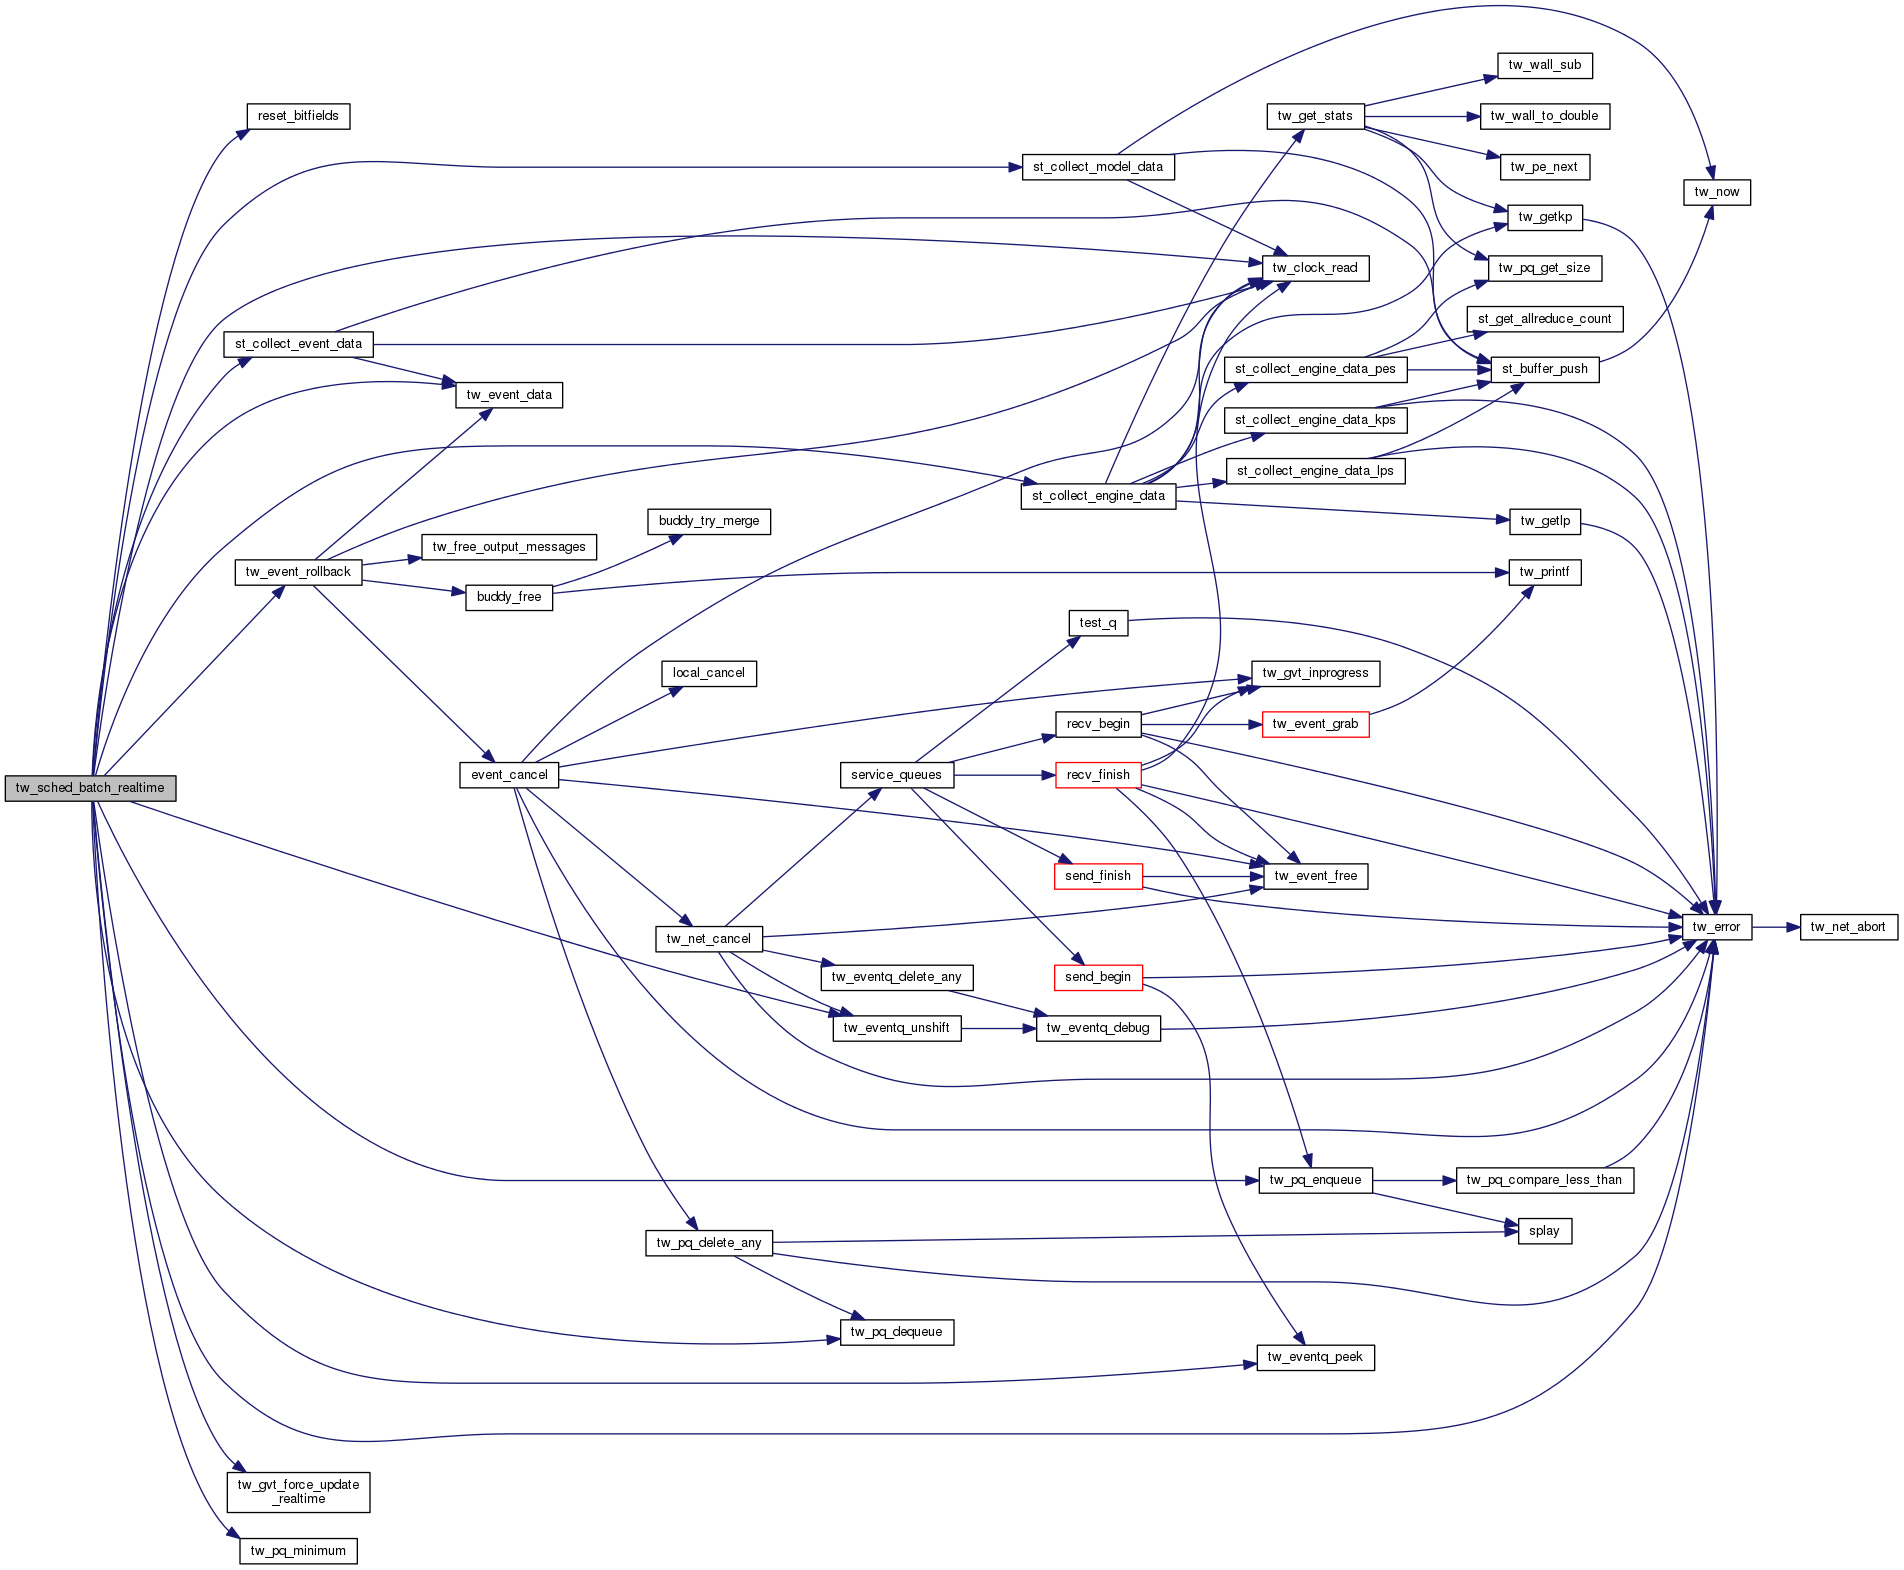 tw_wall_sub
reset_bitfields
tw_get_stats
tw_wall_to_double
st_collect_model_data
tw_pe_next
tw_now
tw_getkp
tw_clock_read
tw_pq_get_size
st_get_allreduce_count
st_collect_event_data
st_collect_engine_data_pes
st_buffer_push
tw_event_data
st_collect_engine_data_kps
st_collect_engine_data_lps
st_collect_engine_data
buddy_try_merge
tw_getlp
tw_free_output_messages
tw_event_rollback
tw_printf
buddy_free
test_q
local_cancel
tw_gvt_inprogress
recv_begin
tw_event_grab
event_cancel
service_queues
recv_finish
tw_sched_batch_realtime
send_finish
tw_event_free
tw_net_cancel
tw_error
tw_net_abort
tw_eventq_delete_any
send_begin
tw_eventq_unshift
tw_eventq_debug
tw_pq_enqueue
tw_pq_compare_less_than
splay
tw_pq_delete_any
tw_pq_dequeue
tw_eventq_peek
tw_gvt_force_update
_realtime
tw_pq_minimum